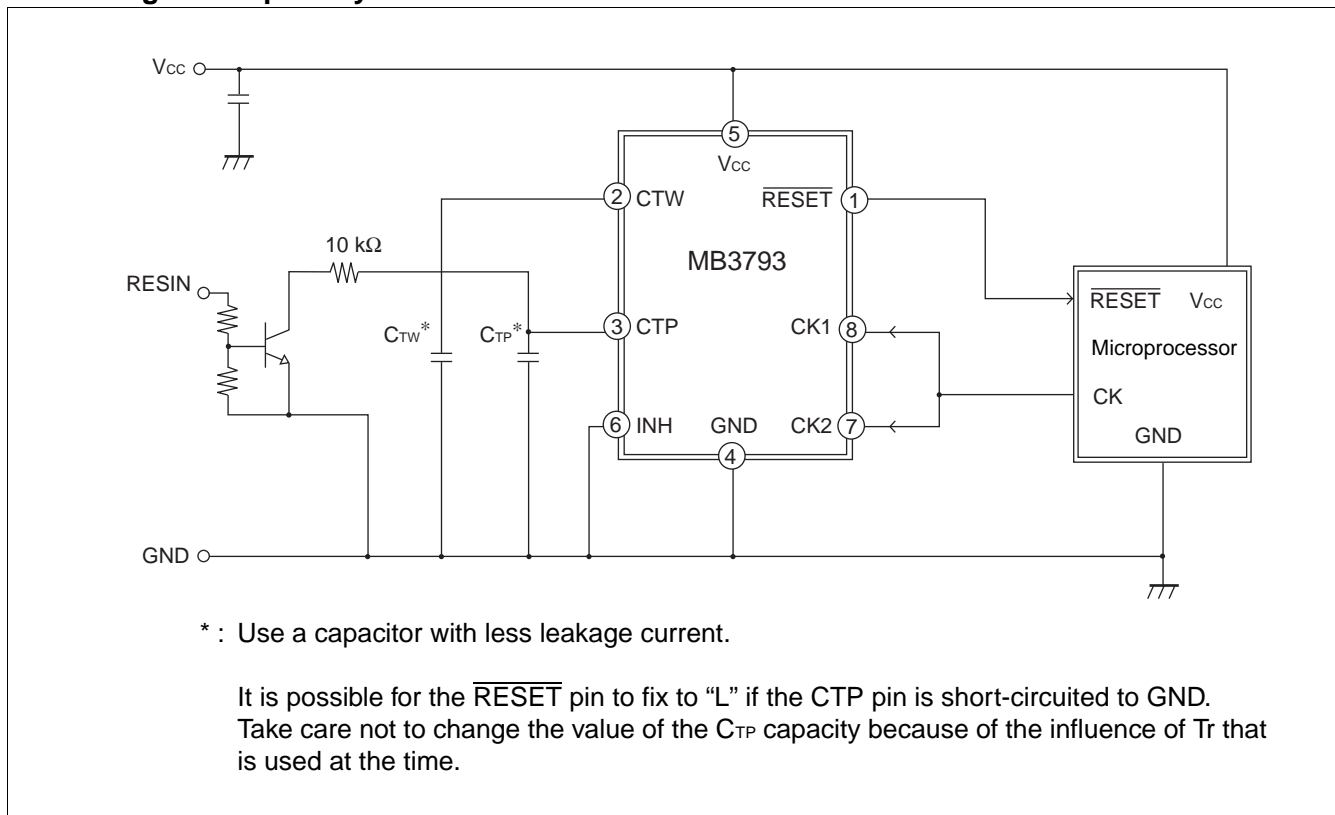 Vcc
5
Vcc
2 CTW
RESET 1
10 kΩ
MB3793
RESIN
RESET Vcc
CTW*
CTP*
3 CTP
CK1 8
Microprocessor
CK
6 INH
GND
CK2 7
GND
4
GND
* : Use a capacitor with less leakage current.
It is possible for the RESET pin to fix to “L” if the CTP pin is short-circuited to GND.
Take care not to change the value of the CTP capacity because of the influence of Tr that
is used at the time.